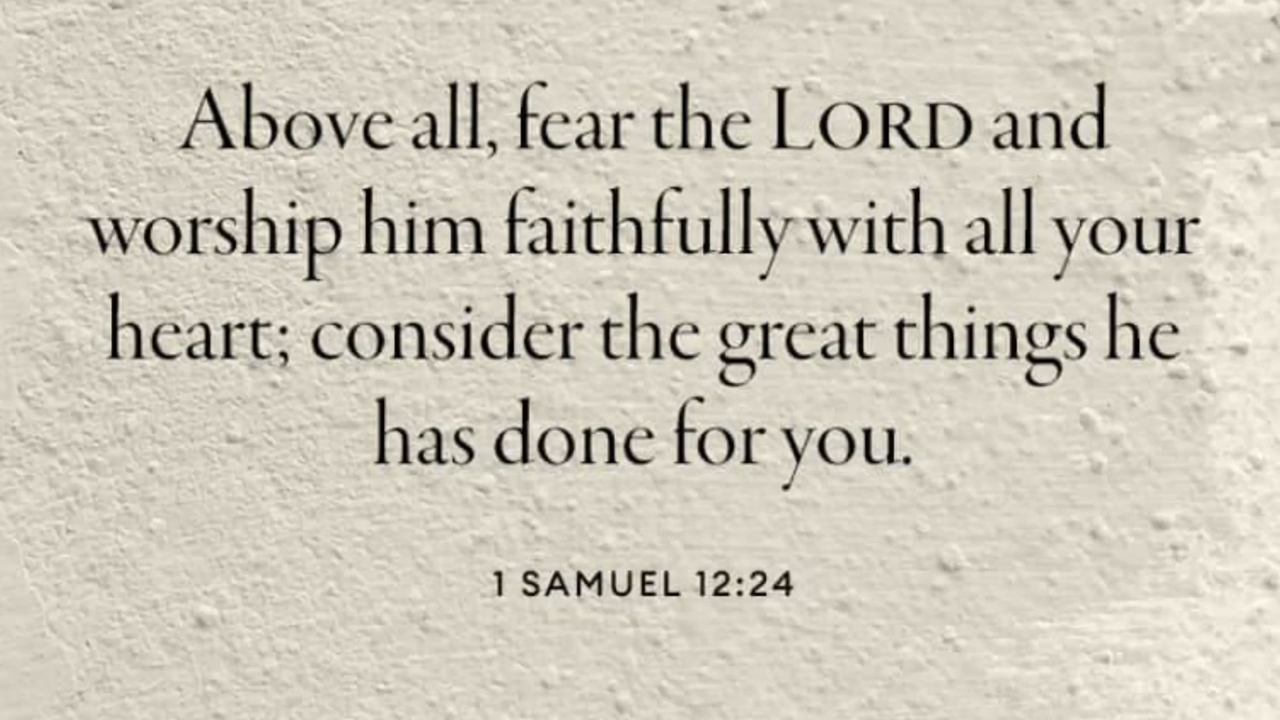 Above all, fear the LORD and
worship him faithfully with all your
heart; consider the great things he
has done for you.
1 SAMUEL 12:24